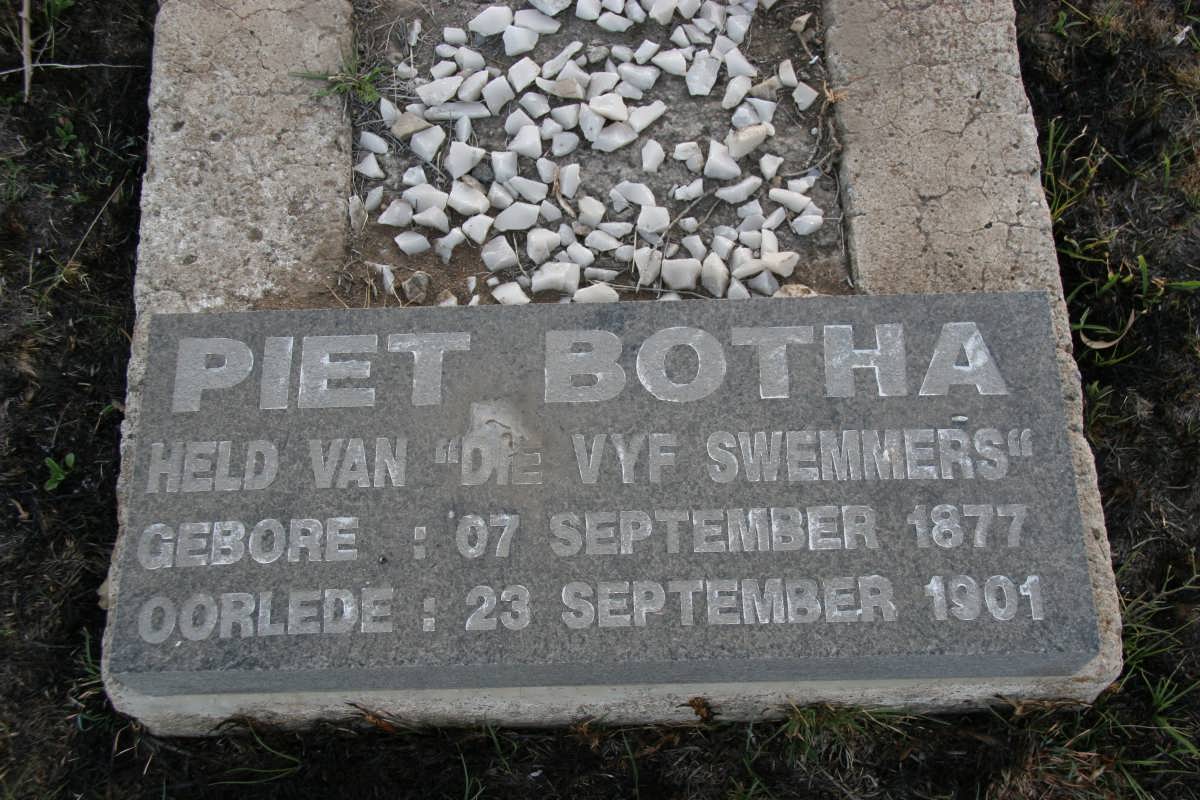 PIET BOTHA
HELD VAN "DIE VYF SWEMMERS"
GEBORE : 07 SEPTEMBER 1877
OORLEDE : 23 SEPTEMBER 1901